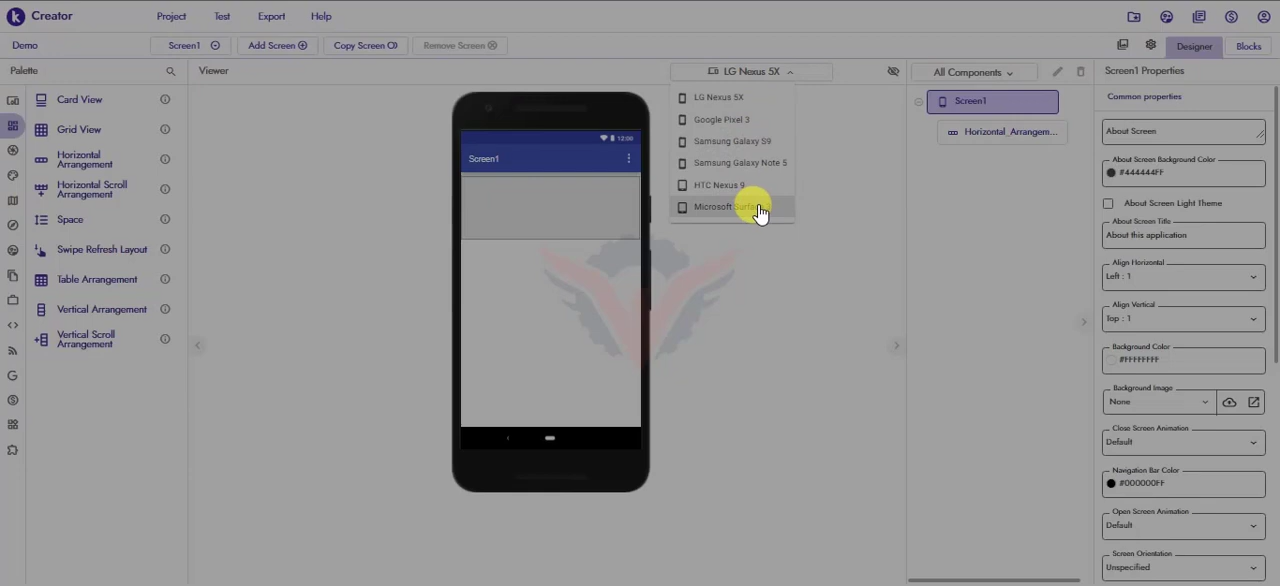 Creator
Project
Test
Export
Help
Demo
Screen1
Add Screen
Copy Screen
Remove Screen
Designer
Blocks
Palette
Viewer
LG Nexus 5X
All Components
Screen1 Properties
Card View
Grid View
Horizontal
Arrangement
Horizontal Scroll
Arrangement
Space
Swipe Refresh Layout
Table Arrangement
Vertical Arrangement
Vertical Scroll
Arrangement
12:00
Screen1
LG Nexus 5X
Google Pixel 3
Samsung Galaxy S9
Samsung Galaxy Note 5
HTC Nexus 9
Microsoft
Screen1
Horizontal_Arrangem...
Common properties
About Screen
About Screen Background Color
#444444FF
About Screen Light Theme
About Screen Title
About this application
Align Horizontal
Left : 1
Align Vertical
Top : 1
Background Color
#FFFFFFFF
Background Image
None
Close Screen Animation
Default
Navigation Bar Color
#000000FF
Open Screen Animation
Default
Screen Orientation
Unspecified